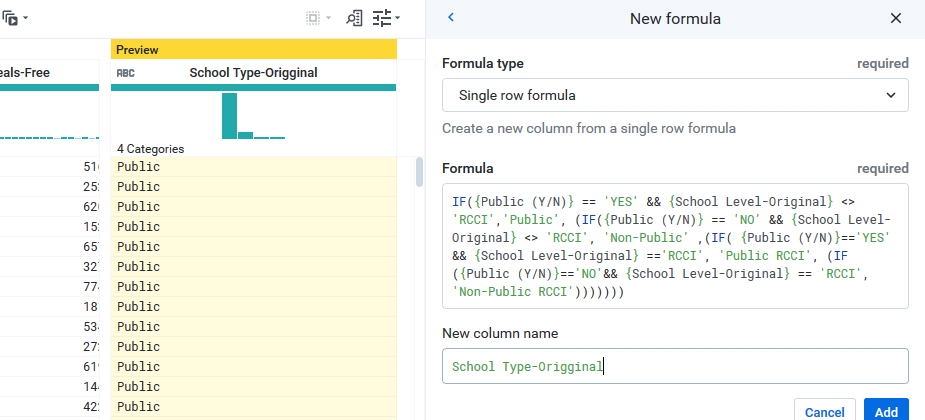 New formula
Preview
eals-Free
ABC
School Type-Origginal
4 Categories
51
Public
25
Public
62
Public
15
Public
65
Public
32
Public
77
Public
18
Public
53
Public
27
Public
61
Public
14
Public
42
Public
Formula type
required
Single row formula
Create a new column from a single row formula
Formula
required
IF({Public (Y/N)} == 'YES' && {School Level-Original} <>
'RCCI','Public', (IF({Public (Y/N)} == 'NO' && {School Level-
Original} <> 'RCCI', 'Non-Public' ,(IF( {Public (Y/N)}=='YES'
&& {School Level-Original} =='RCCI', 'Public RCCI', (IF
({Public (Y/N)}=='NO'&& {School Level-Original} == 'RCCI',
'Non-Public RCCI')))))))
New column name
School Type-Origginal
Cancel
Add